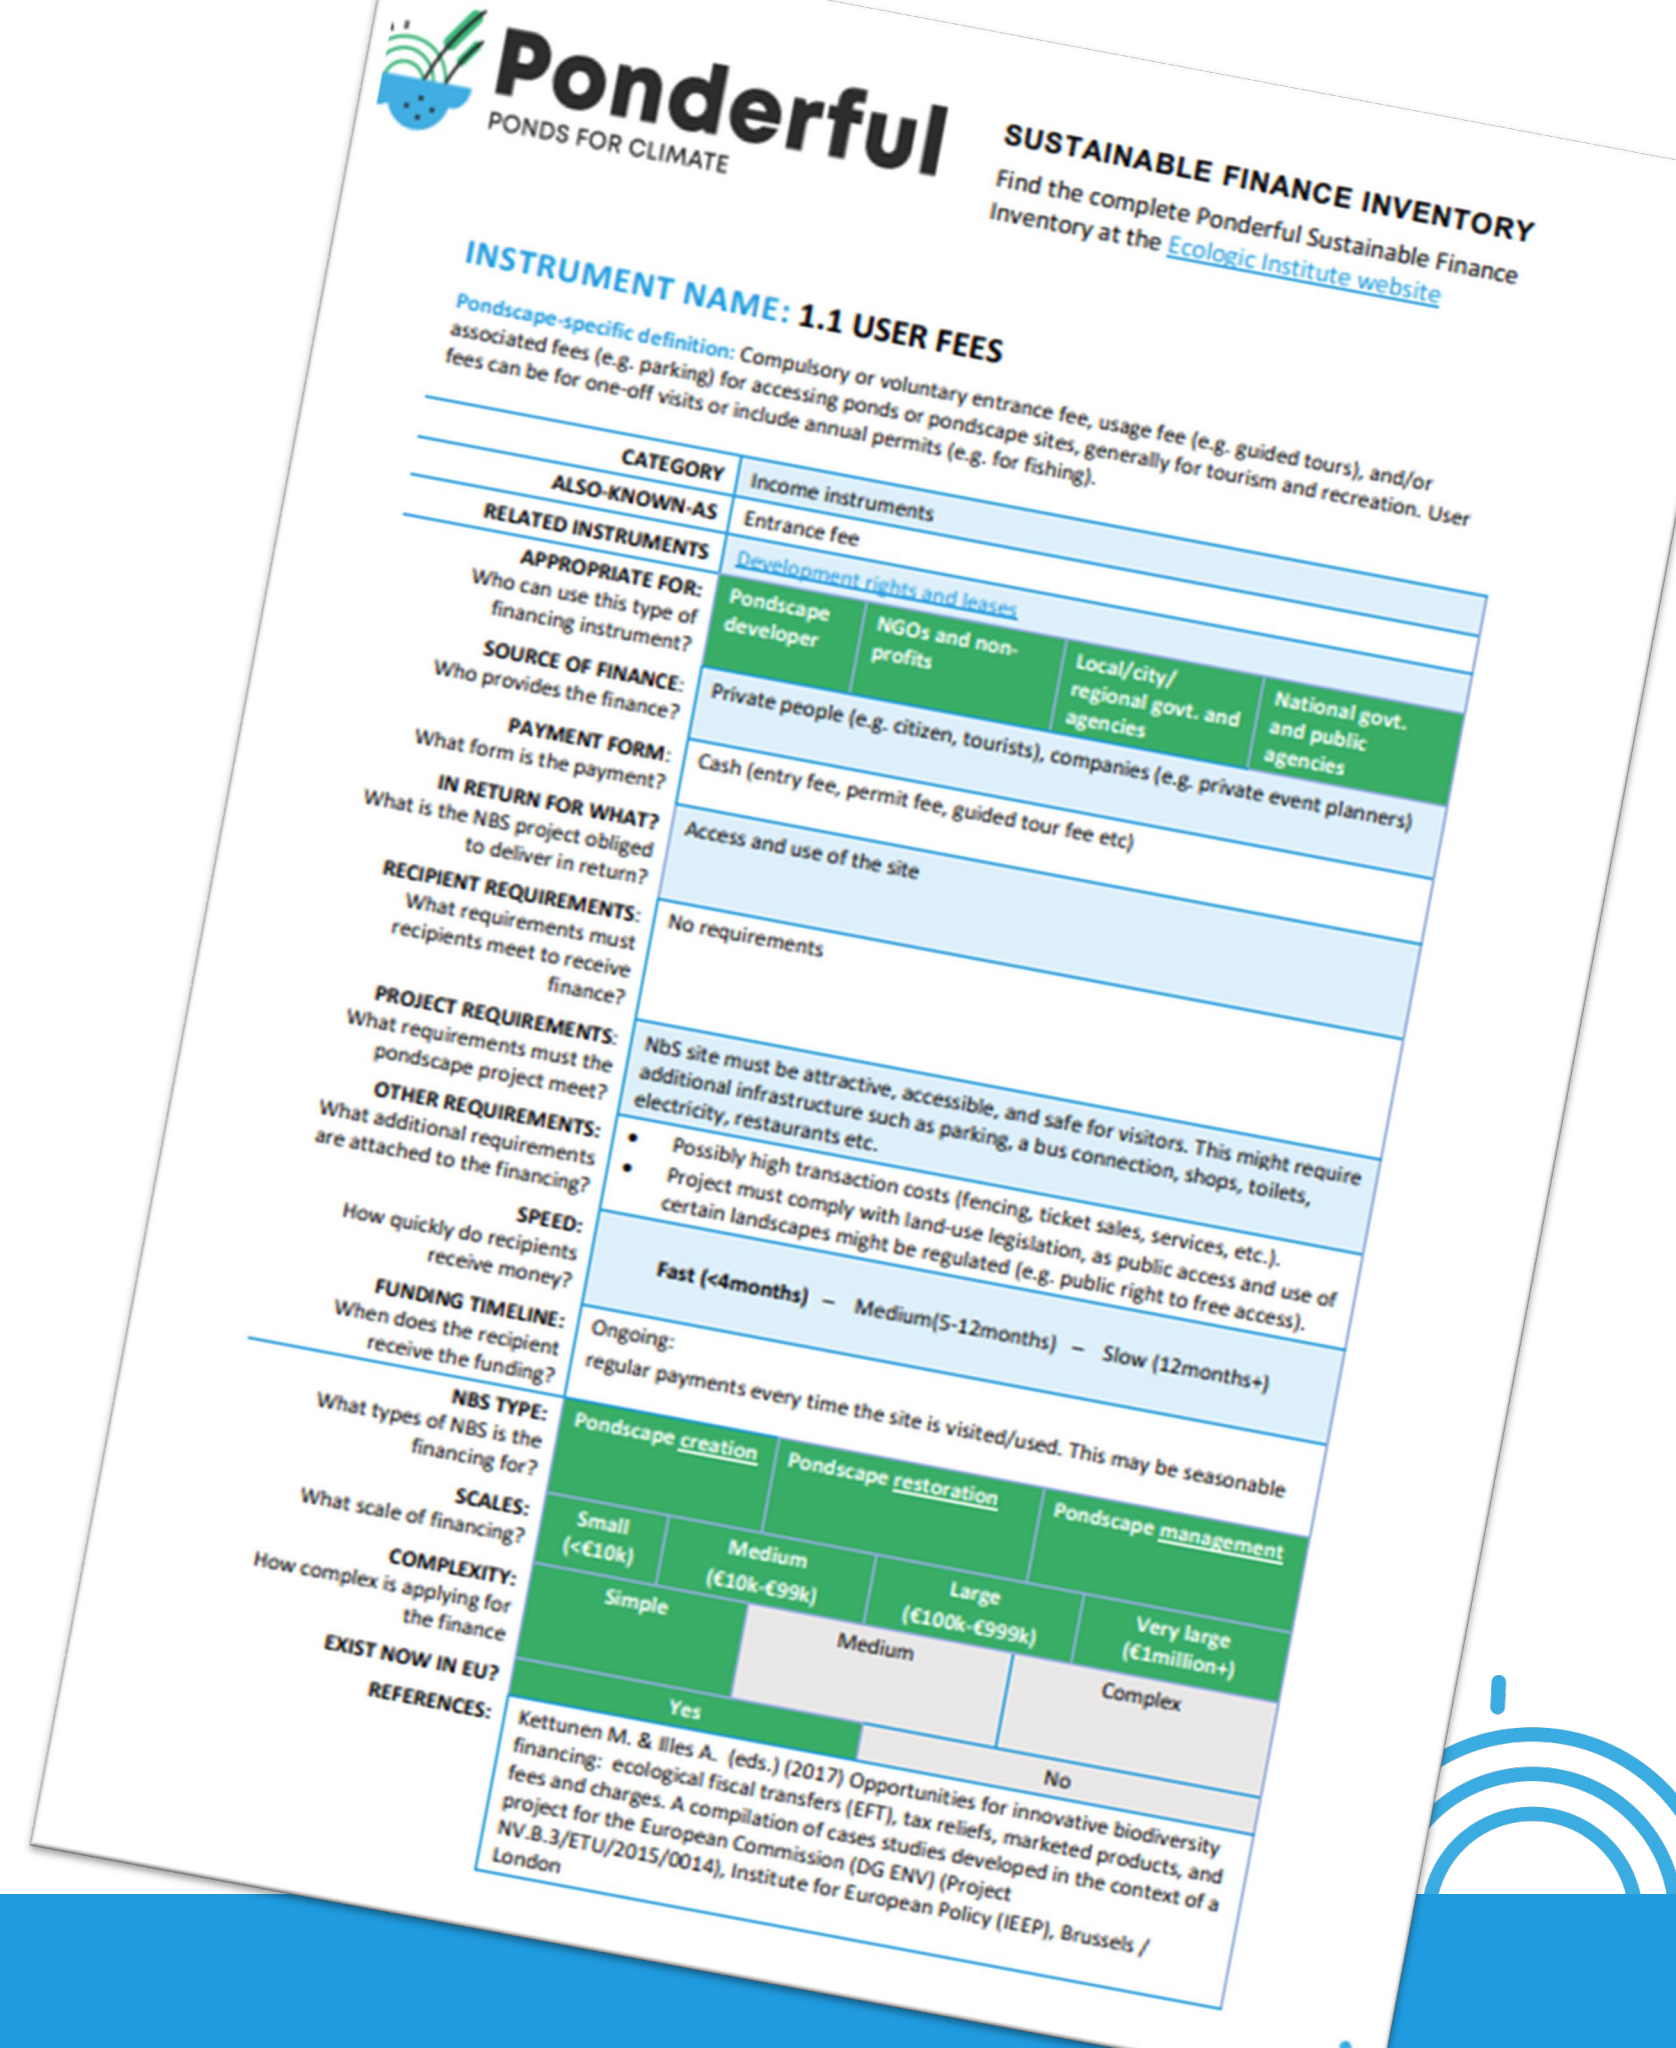 Ponderful
PONDS FOR CLIMATE
SUSTAINABLE FINANCE INVENTORY
Find the complete Ponderful Sustainable Finance
Inventory at the Ecologic Institute website
INSTRUMENT NAME: 1.1 USER FEES
Pondscape-specific definition: Compulsory or voluntary entrance fee, usage fee (e.g. guided tours), and/or
associated fees (e.g. parking) for accessing ponds or pondscape sites, generally for tourism and recreation. User
fees can be for one-off visits or include annual permits (e.g. for fishing).
CATEGORY
Income instruments
ALSO-KNOWN-AS
Entrance fee
RELATED INSTRUMENTS
Development rights and leases
APPROPRIATE FOR:
Who can use this type of
financing instrument?
Pondscape
developer
NGOs and non-
profits
Local/city/
regional govt. and
agencies
National govt.
and public
agencies
SOURCE OF FINANCE:
Who provides the finance?
Private people (e.g. citizen, tourists), companies (e.g. private event planners)
PAYMENT FORM:
What form is the payment?
Cash (entry fee, permit fee, guided tour fee etc)
IN RETURN FOR WHAT?
What is the NBS project obliged
to deliver in return?
Access and use of the site
RECIPIENT REQUIREMENTS:
What requirements must
recipients meet to receive
finance?
No requirements
PROJECT REQUIREMENTS:
What requirements must the
pondscape project meet?
NbS site must be attractive, accessible, and safe for visitors. This might require
additional infrastructure such as parking, a bus connection, shops, toilets,
electricity, restaurants etc.
OTHER REQUIREMENTS:
What additional requirements
are attached to the financing?
• Possibly high transaction costs (fencing, ticket sales, services, etc.).
• Project must comply with land-use legislation, as public access and use of
certain landscapes might be regulated (e.g. public right to free access).
SPEED:
How quickly do recipients
receive money?
Fast (<4months) – Medium(5-12months) – Slow (12months+)
FUNDING TIMELINE:
When does the recipient
receive the funding?
Ongoing:
regular payments every time the site is visited/used. This may be seasonable
NBS TYPE:
What types of NBS is the
financing for?
Pondscape creation
Pondscape restoration
Pondscape management
SCALES:
What scale of financing?
Small
(<€10k)
Medium
(€10k-€99k)
Large
(€100k-€999k)
Very large
(€1million+)
COMPLEXITY:
How complex is applying for
the finance
Simple
Medium
Complex
EXIST NOW IN EU?
Yes
No
REFERENCES:
Kettunen M. & Illes A. (eds.) (2017) Opportunities for innovative biodiversity
financing: ecological fiscal transfers (EFT), tax reliefs, marketed products, and
fees and charges. A compilation of cases studies developed in the context of a
project for the European Commission (DG ENV) (Project
NV.B.3/ETU/2015/0014), Institute for European Policy (IEEP), Brussels /
London